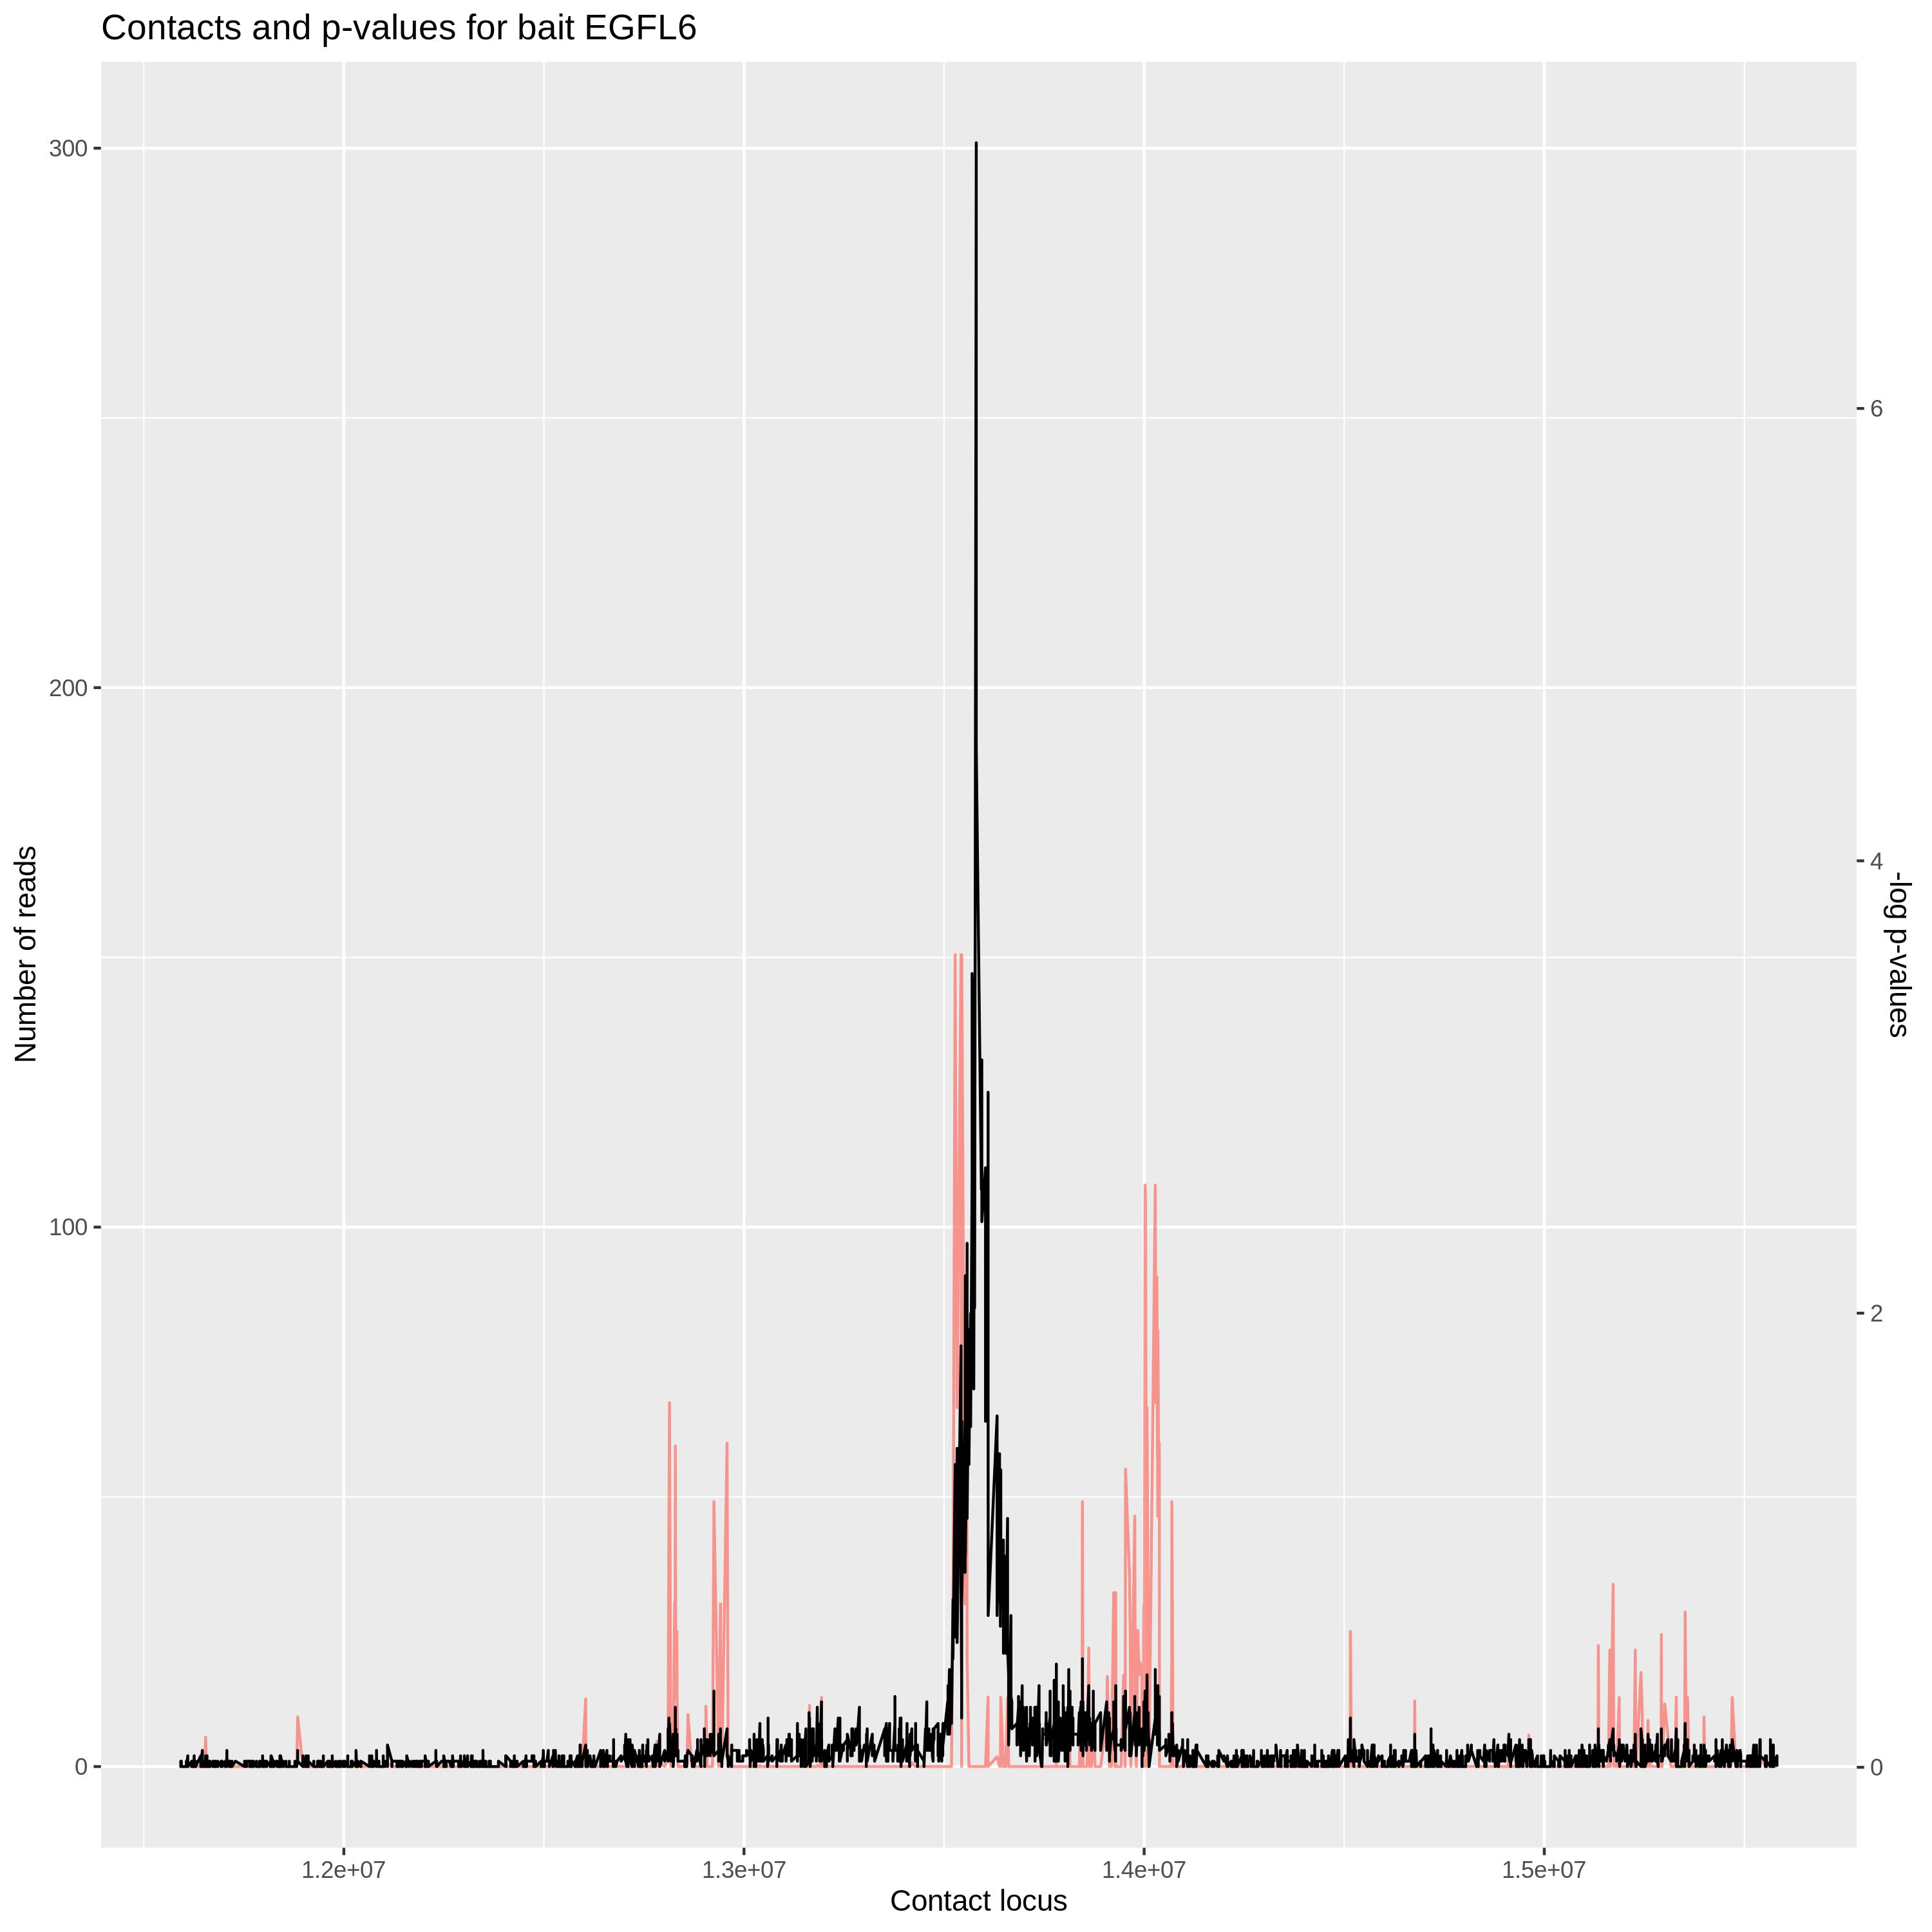 Contacts and p-values for bait EGFL6
300
200
100
0
Number of reads
6
4
2
0
-log p-values
1.2e+07
1.3e+07
1.4e+07
1.5e+07
Contact locus